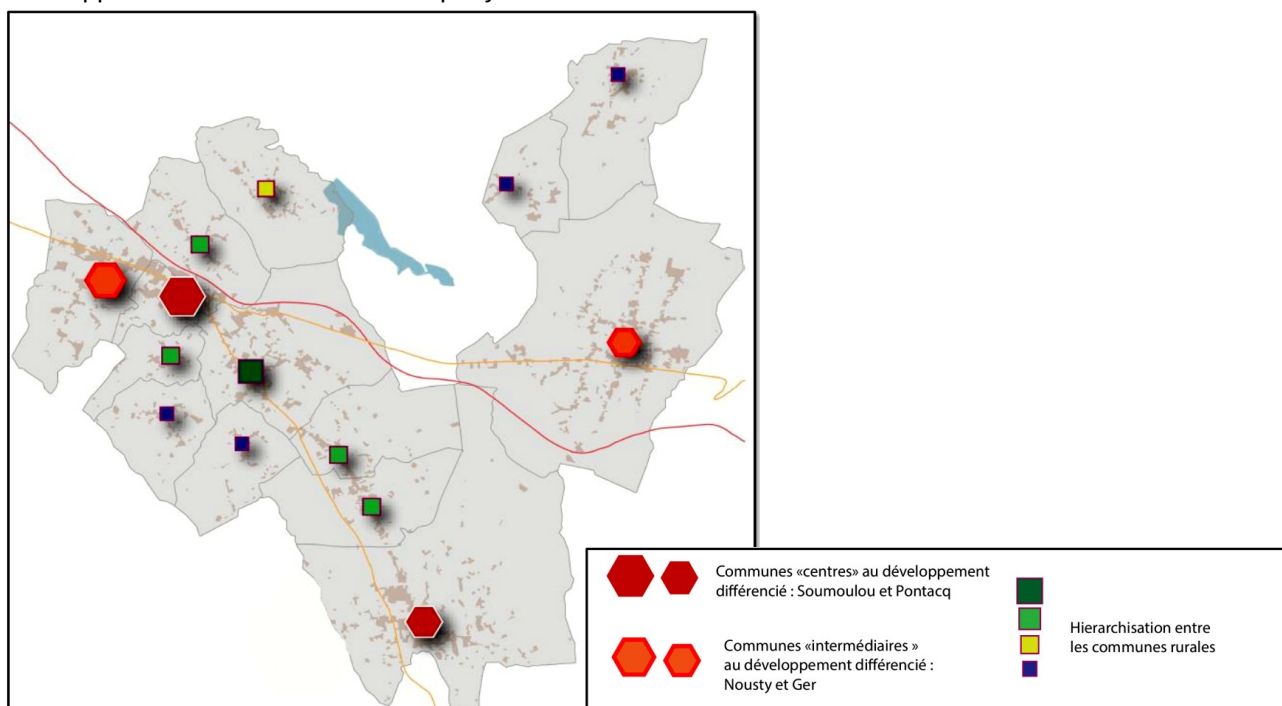 Communes «centres» au développement
différencié : Soumoulou et Pontacq
Communes «intermédiaires »
au développement différencié :
Nousty et Ger
Hierarchisation entre
les communes rurales